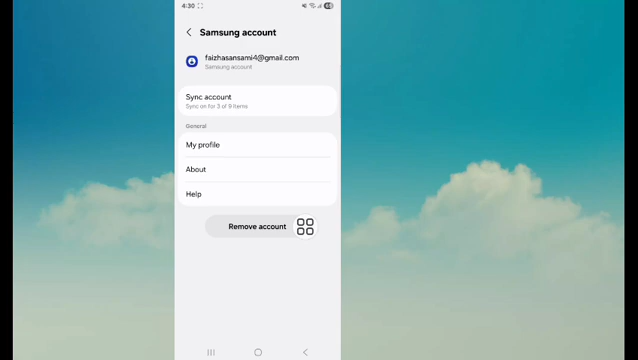 4:30
Samsung account
faizhasansami4@gmail.com
Samsung account
Sync account
Sync on for 3 of 9 items
General
My profile
About
Help
Remove account